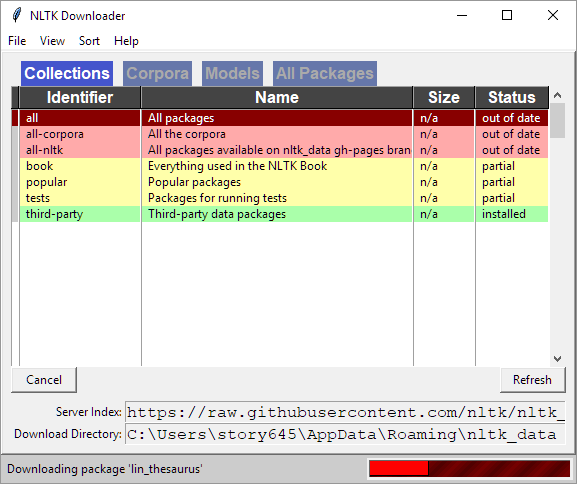 NLTK Downloader
File View Sort Help
Collections Corpora Models All Packages
Identifier Name Size Status
all All packages n/a out of date
all-corpora All the corpora n/a out of date
all-nltk All packages available on nltk_data gh-pages bran n/a out of date
book Everything used in the NLTK Book n/a partial
popular Popular packages n/a partial
tests Packages for running tests n/a partial
third-party Third-party data packages n/a installed
Cancel Refresh
Server Index: https://raw.githubusercontent.com/nltk/nltk_
Download Directory: C:\Users\story645\AppData\Roaming\nltk_data
Downloading package 'lin_thesaurus'